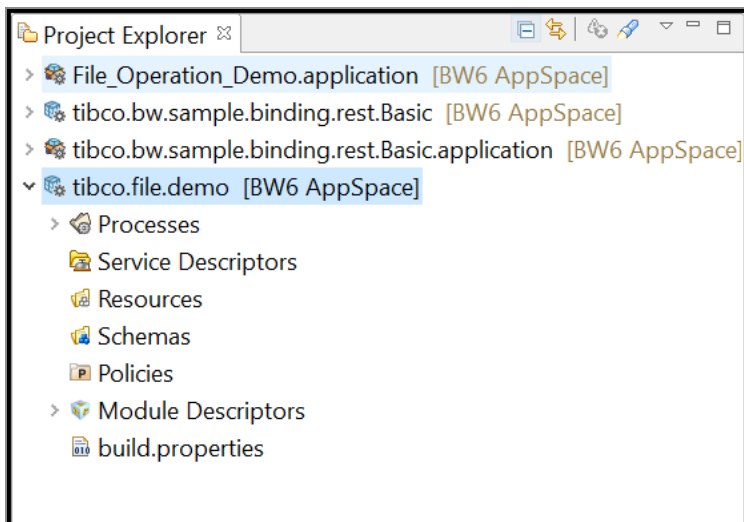 Project Explorer
File_Operation_Demo.application [BW6 AppSpace]
tibco.bw.sample.binding.rest.Basic [BW6 AppSpace]
tibco.bw.sample.binding.rest.Basic.application [BW6 AppSpace]
tibco.file.demo [BW6 AppSpace]
Processes
Service Descriptors
Resources
Schemas
Policies
Module Descriptors
build.properties